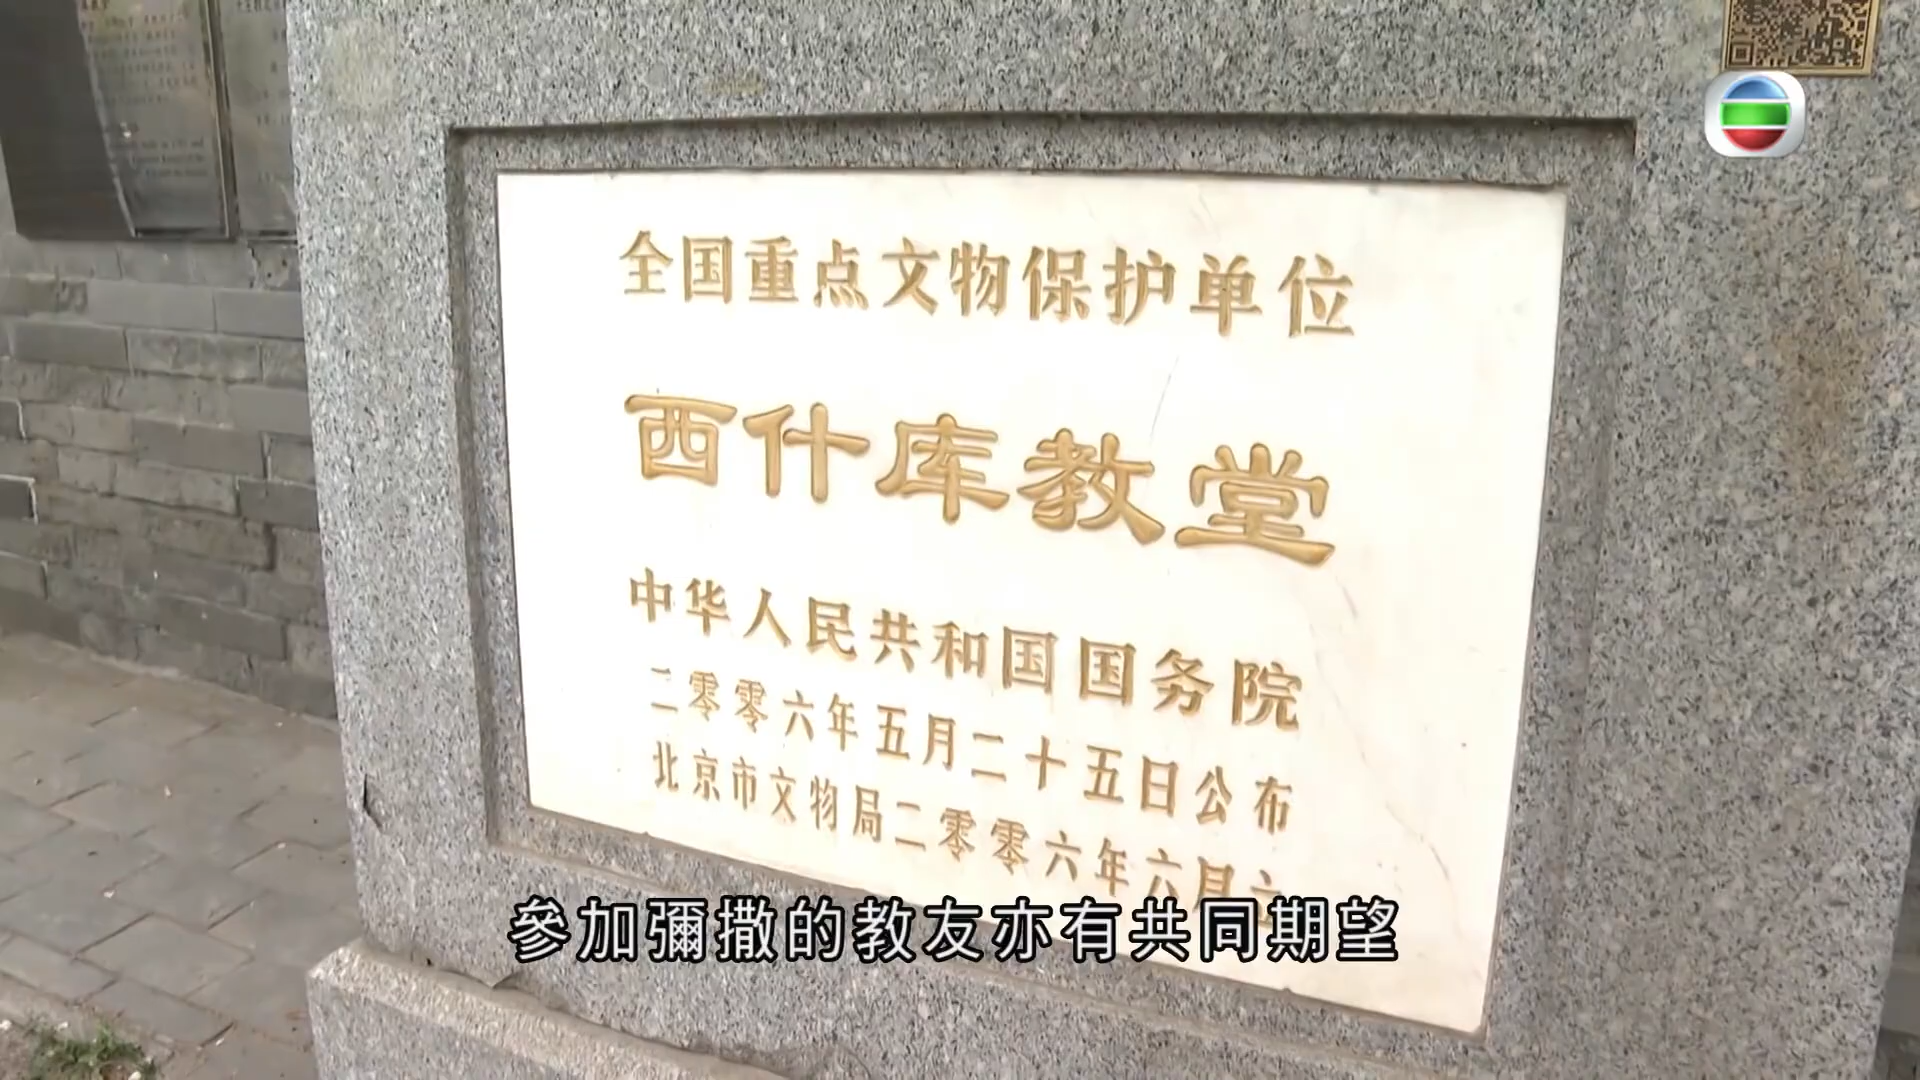 全国重点文物保护单位
西什库教堂
中华人民共和国国务院
二零零六年五月二十五日公布
北京市文物局二零零六年六月立
參加彌撒的教友亦有共同期望